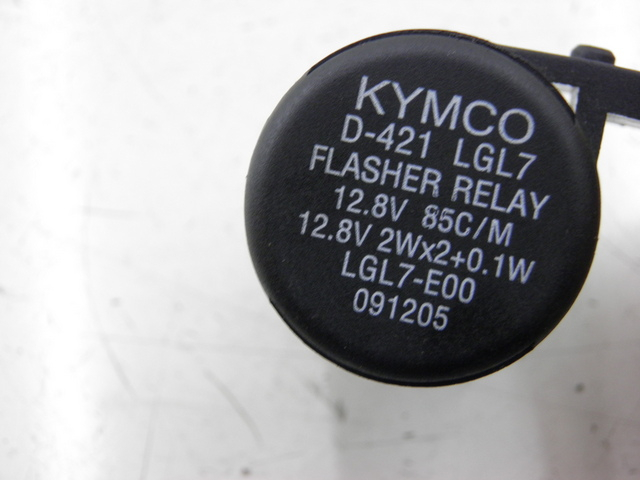 KYMCO
D-421 LGL7
FLASHER RELAY
12.8V 85C/M
12.8V 2Wx2+0.1W
LGL7-E00
091205